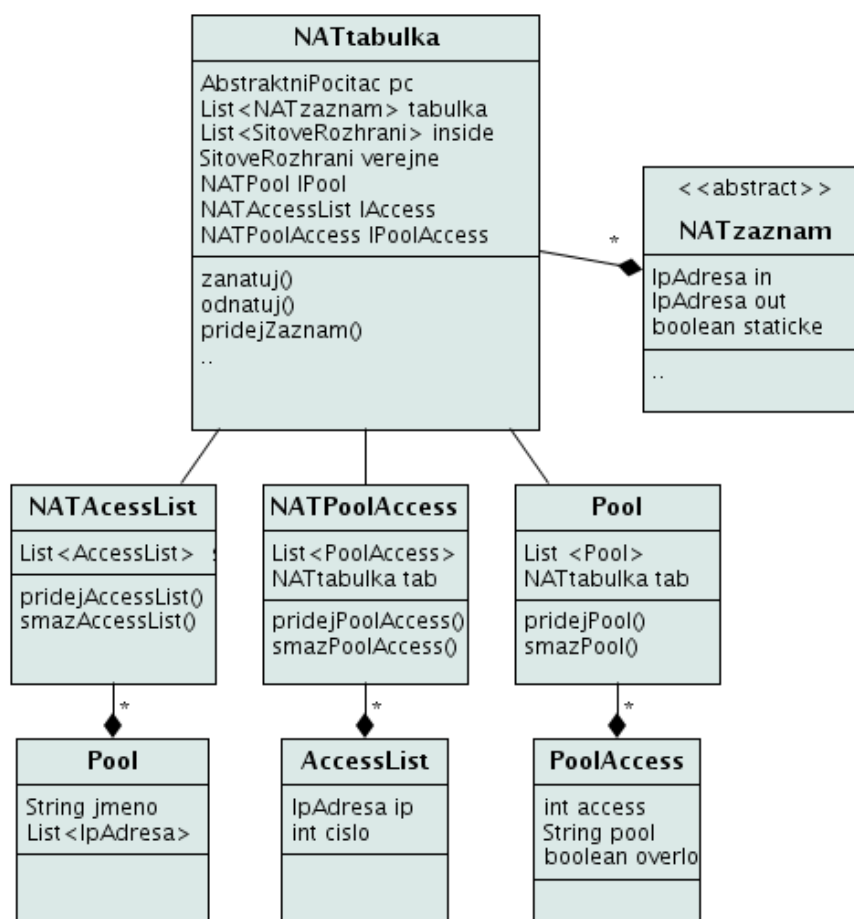 NATtabulka
AbstraktniPocitac pc
List<NATzaznam> tabulka
List<SitoveRozhrani> inside
SitoveRozhrani verejne
NATPool lPool
NATAccessList lAccess
NATPoolAccess lPoolAccess
zanatuj()
odnatuj()
pridejZaznam()
..
*
<<abstract>>
NATzaznam
IpAdresa in
IpAdresa out
boolean staticke
..
NATAcessList
List<AccessList>
pridejAccessList()
smazAccessList()
NATPoolAccess
List<PoolAccess>
NATtabulka tab
pridejPoolAccess()
smazPoolAccess()
Pool
List <Pool>
NATtabulka tab
pridejPool()
smazPool()
*
*
*
Pool
String jmeno
List<IpAdresa>
AccessList
IpAdresa ip
int cislo
PoolAccess
int access
String pool
boolean overlo